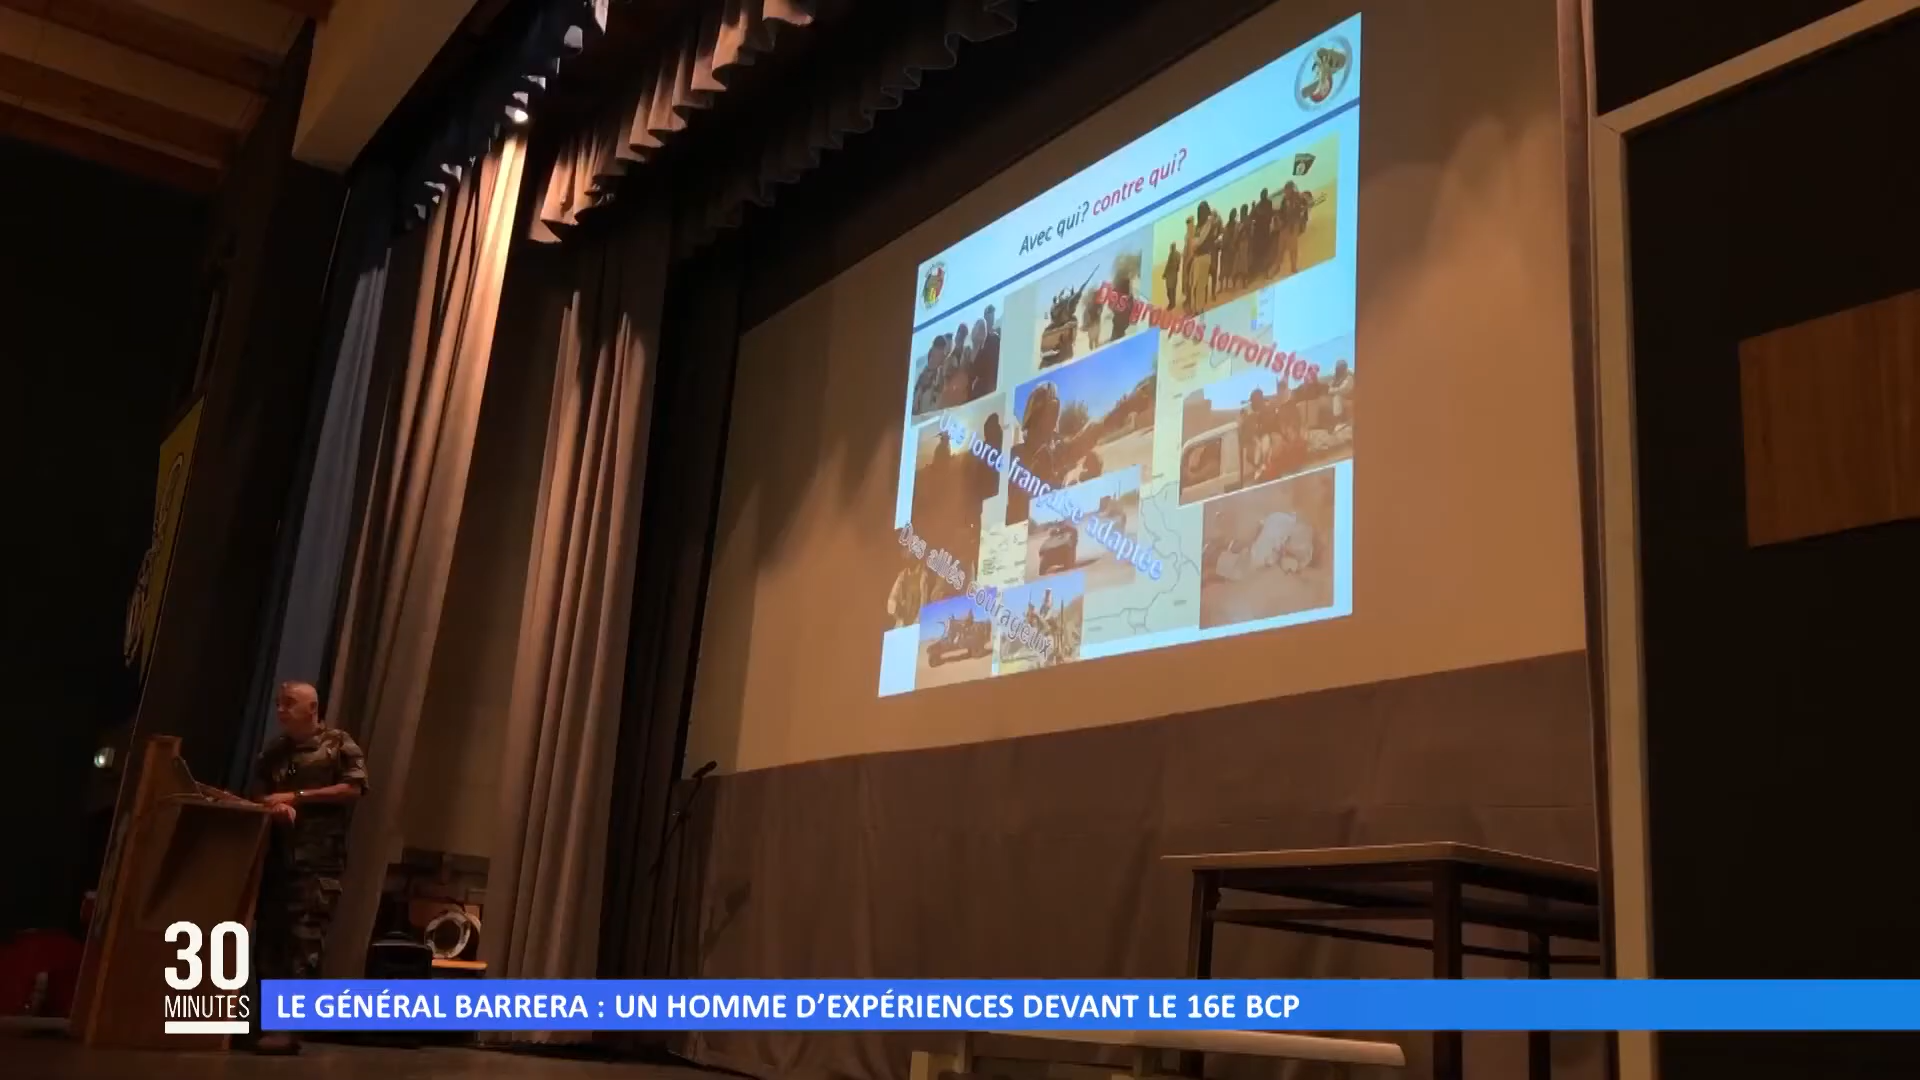 Avec qui? contre qui?
Des groupes terroristes
Une force française adaptée
Des alliés courageux
30
MINUTES
LE GÉNÉRAL BARRERA : UN HOMME D’EXPÉRIENCES DEVANT LE 16E BCP